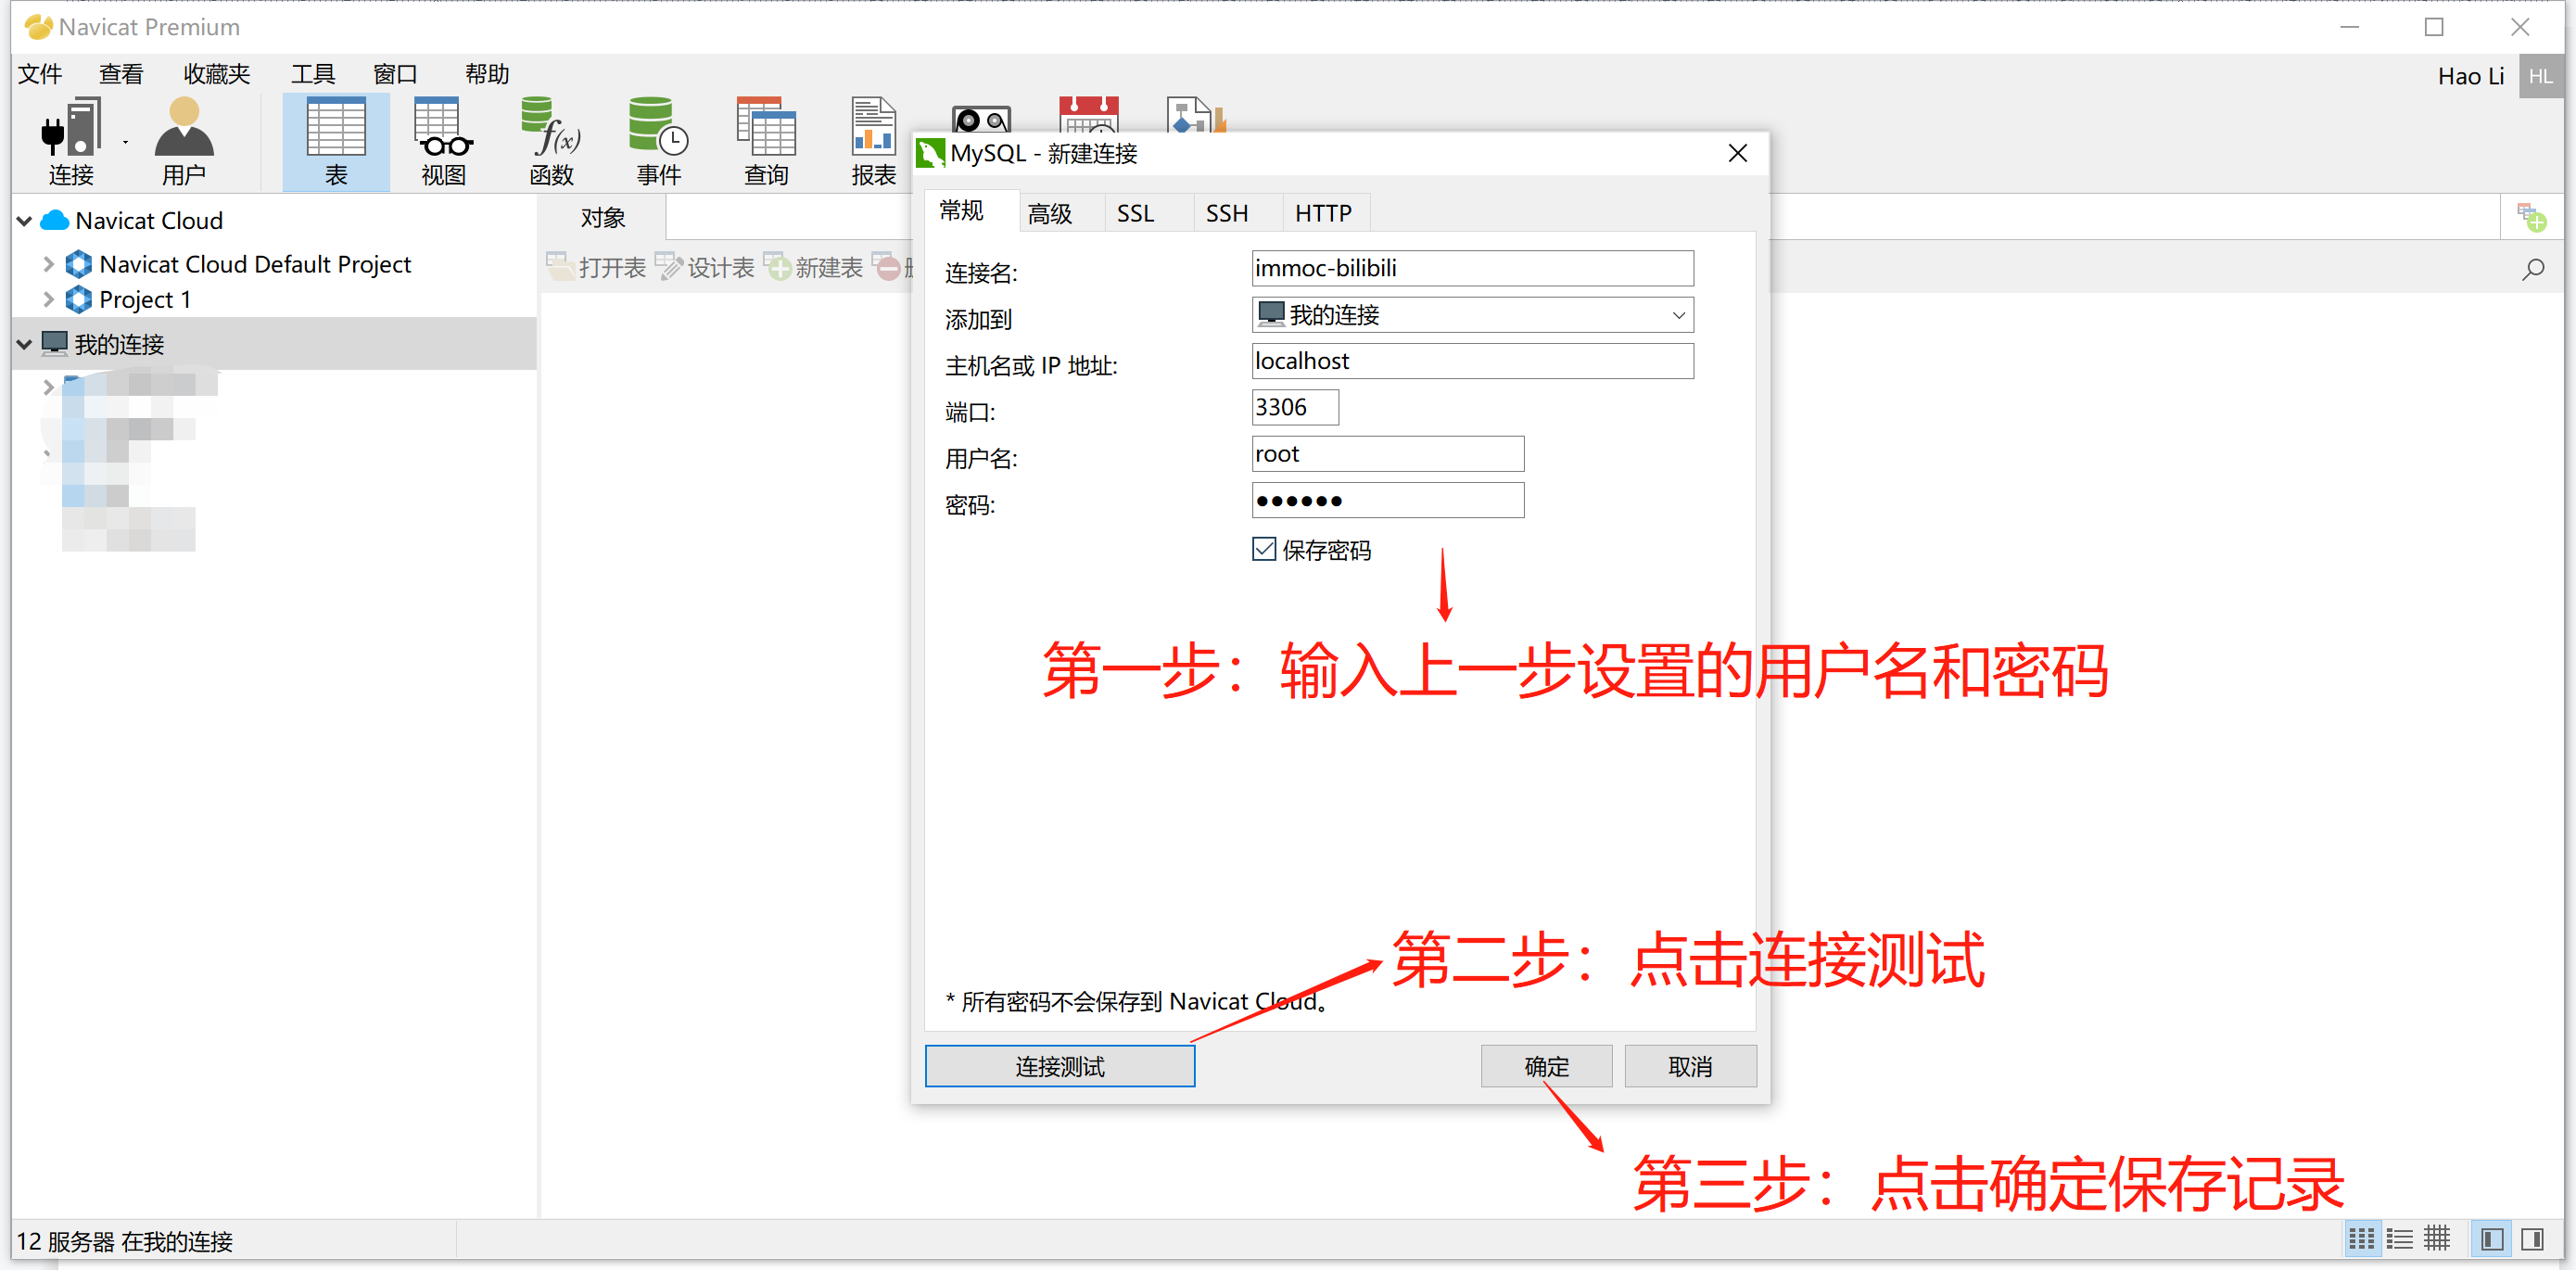 Navicat Premium
文件 查看 收藏夹 工具 窗口 帮助
Hao Li HL
连接 用户 表 视图 f(x) 函数 事件 查询 报表
MySQL - 新建连接
Navicat Cloud
Navicat Cloud Default Project
Project 1
我的连接
对象
打开表 设计表 新建表
常规 高级 SSL SSH HTTP
连接名: immoc-bilibili
添加到 我的连接
主机名或 IP 地址: localhost
端口: 3306
用户名: root
密码: ●●●●●●
保存密码
第一步：输入上一步设置的用户名和密码
第二步：点击连接测试
* 所有密码不会保存到 Navicat Cloud。
连接测试 确定 取消
第三步：点击确定保存记录
12 服务器 在我的连接